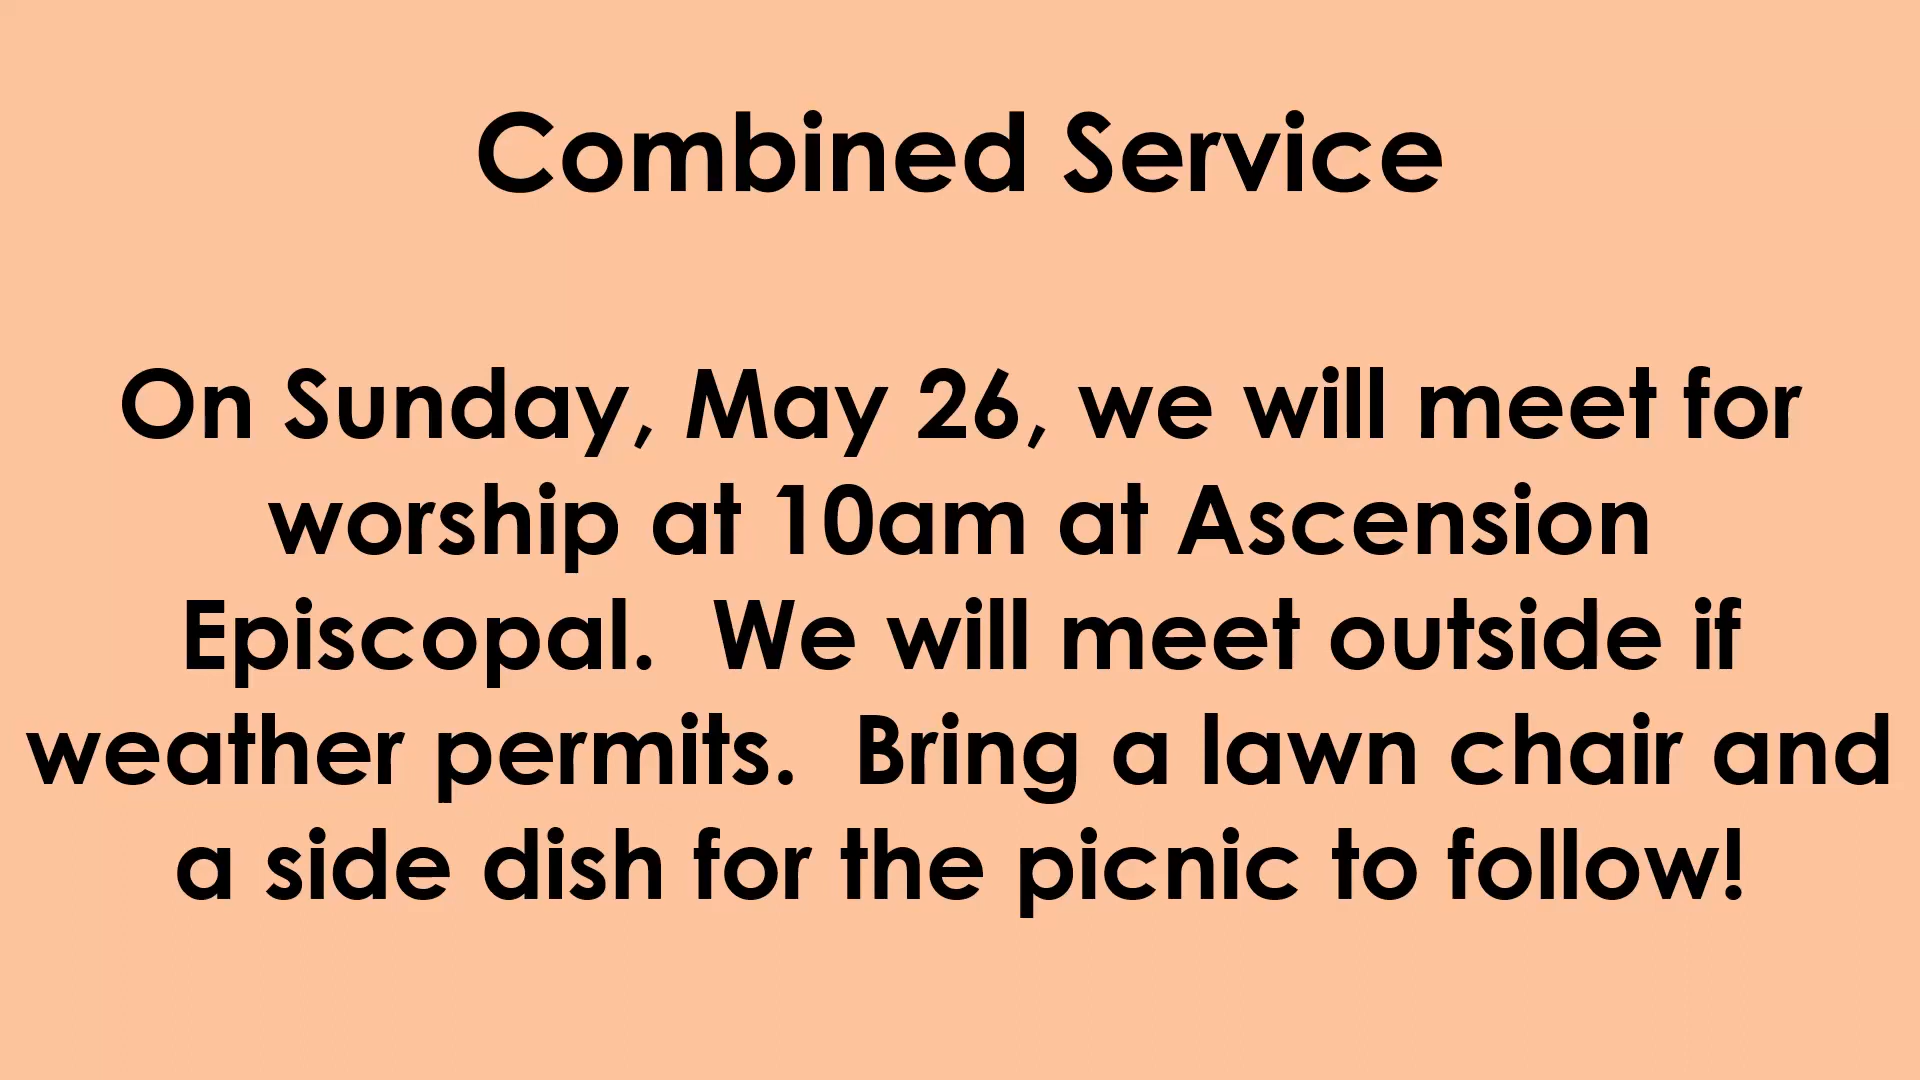 Combined Service
On Sunday, May 26, we will meet for
worship at 10am at Ascension
Episcopal.  We will meet outside if
weather permits.  Bring a lawn chair and
a side dish for the picnic to follow!